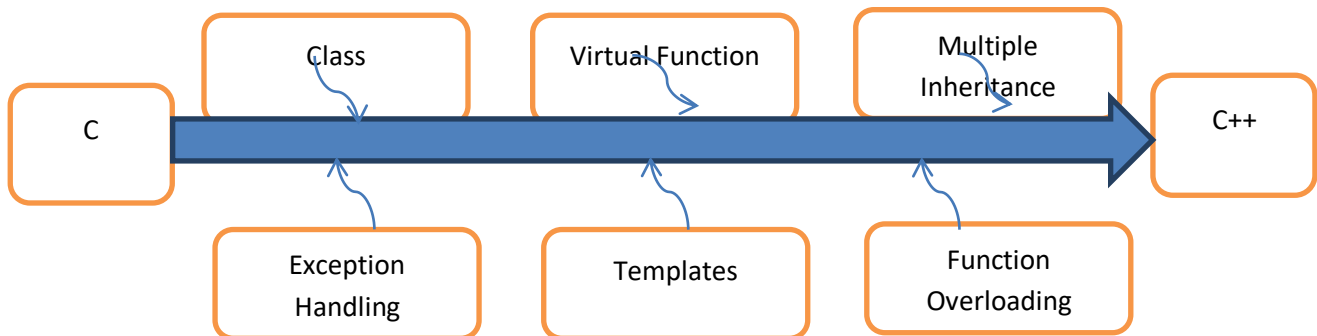 Class
Virtual Function
Multiple
Inheritance
C
C++
Exception
Handling
Templates
Function
Overloading